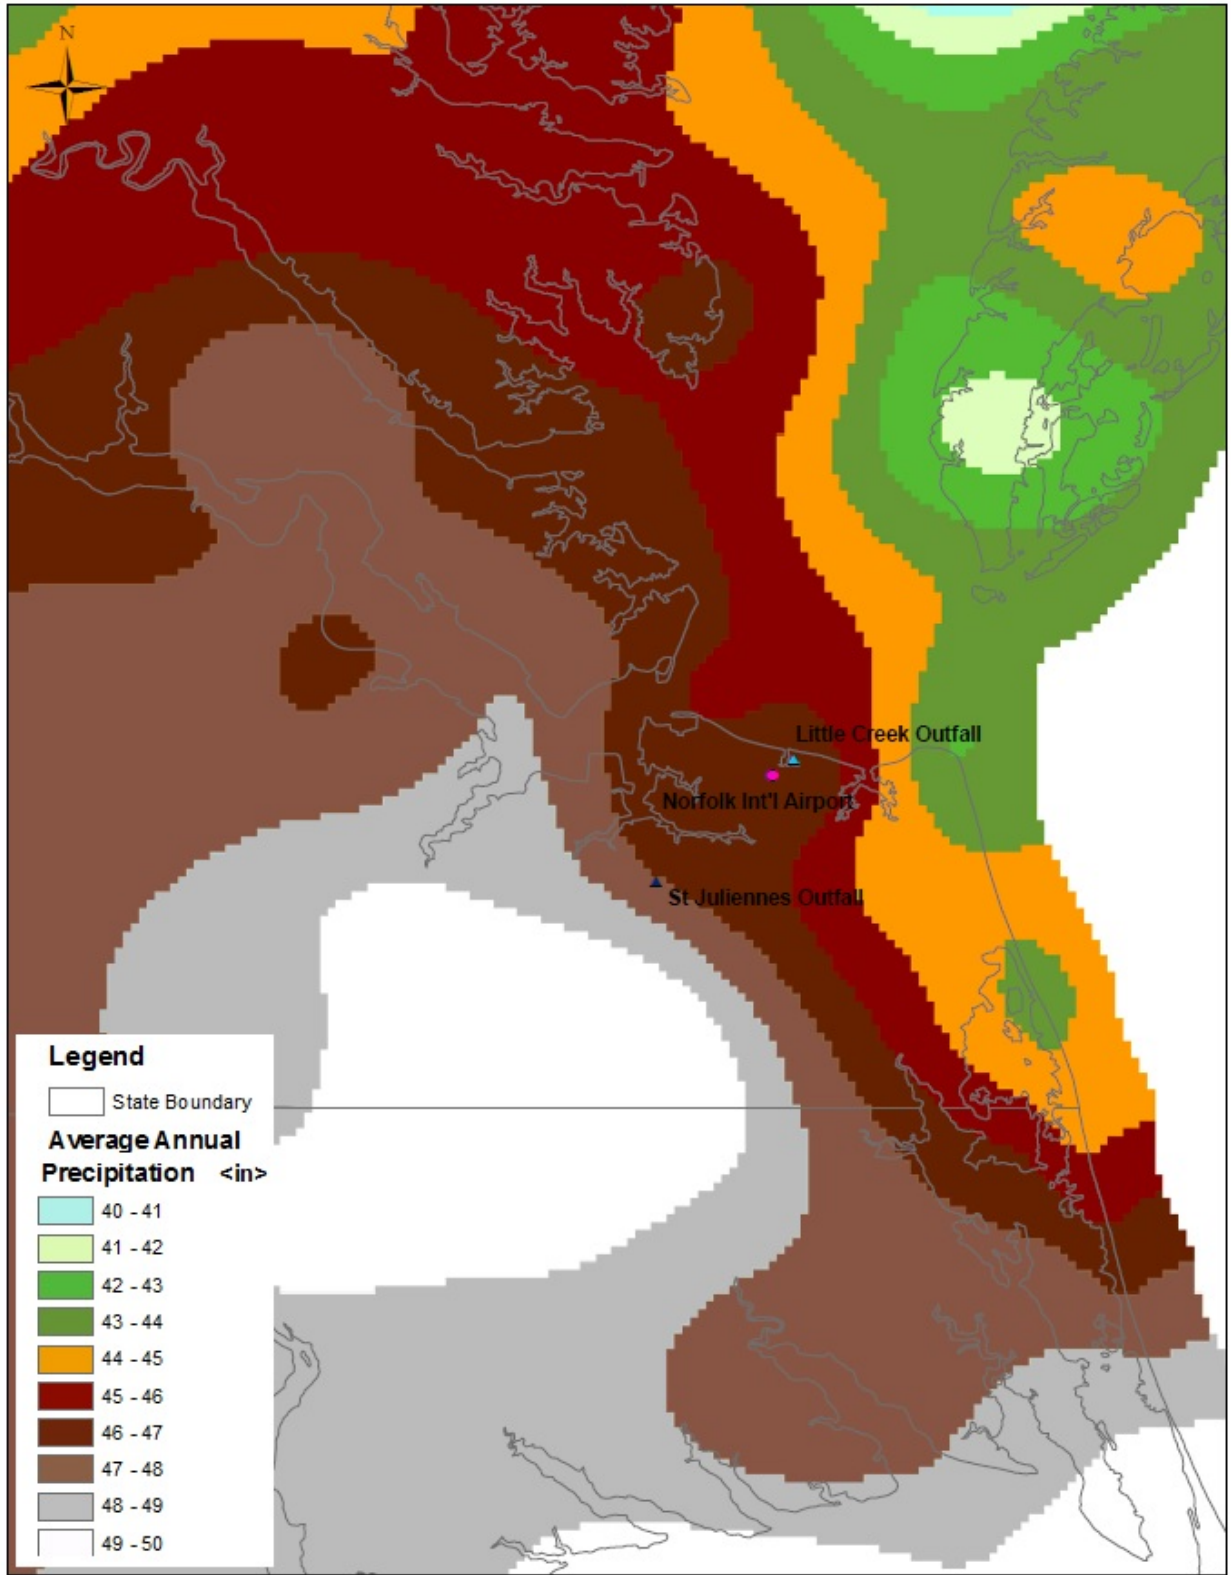 N
Little Creek Outfall
Norfolk Int'l Airport
St Juliennes Outfall
Legend
State Boundary
Average Annual
Precipitation <in>
40 - 41
41 - 42
42 - 43
43 - 44
44 - 45
45 - 46
46 - 47
47 - 48
48 - 49
49 - 50